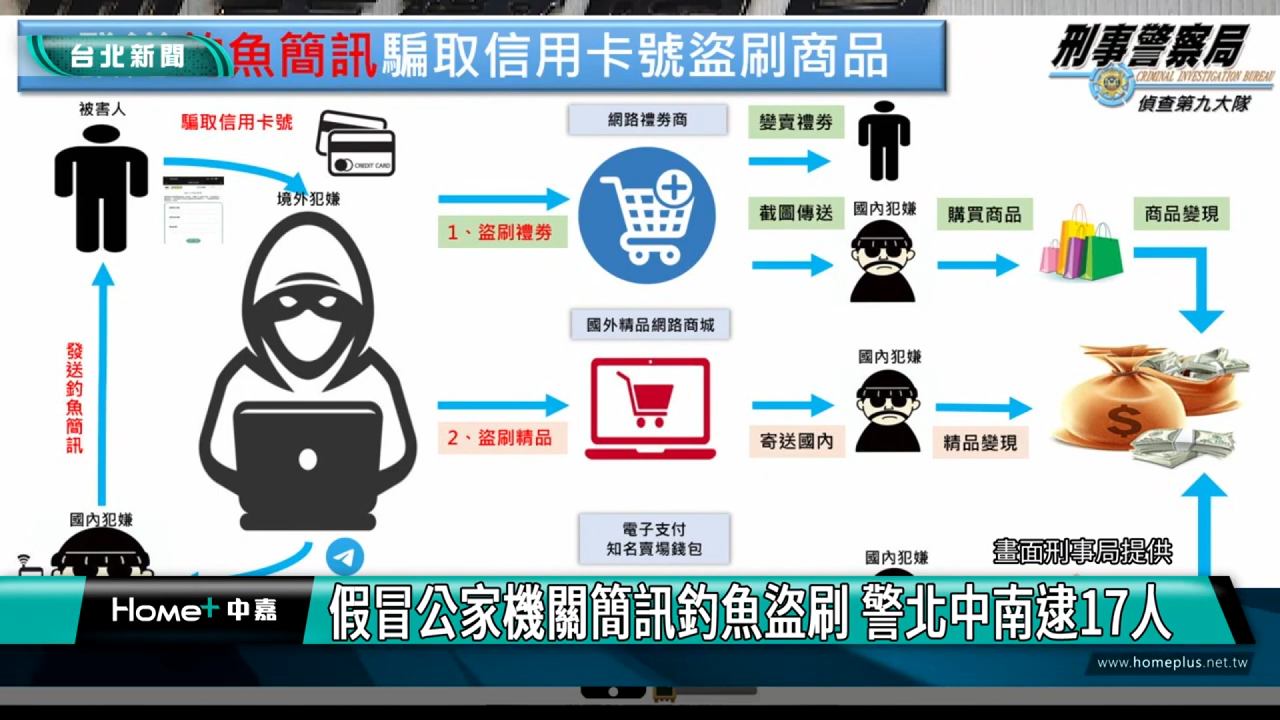 台北新聞
魚簡訊騙取信用卡號盜刷商品
刑事警察局
CRIMINAL INVESTIGATION BUREAU
偵查第九大隊
被害人
騙取信用卡號
CREDIT CARD
境外犯嫌
發送釣魚簡訊
國內犯嫌
1、盜刷禮券
網路禮券商
變賣禮券
截圖傳送
國內犯嫌
購買商品
商品變現
2、盜刷精品
國外精品網路商城
寄送國內
國內犯嫌
精品變現
$
電子支付
知名賣場錢包
國內犯嫌
畫面刑事局提供
Home+ 中嘉
假冒公家機關簡訊釣魚盜刷 警北中南逮17人
www.homeplus.net.tw